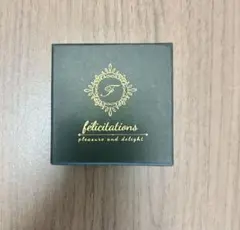 F
felicitations
pleasure and delight